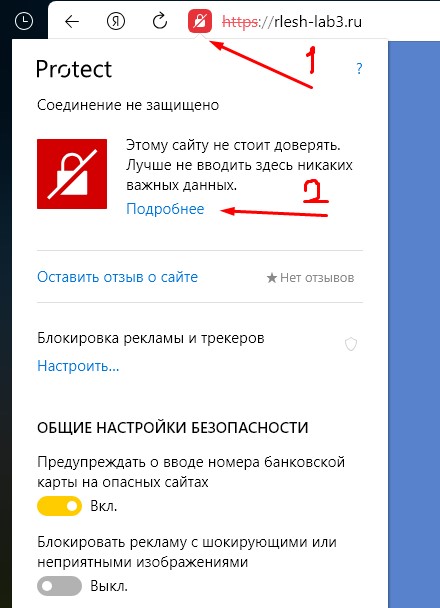 https://rlesh-lab3.ru
1
Protect
?
Соединение не защищено
Этому сайту не стоит доверять.
Лучше не вводить здесь никаких
важных данных.
2
Подробнее
Оставить отзыв о сайте
Нет отзывов
Блокировка рекламы и трекеров
Настроить...
ОБЩИЕ НАСТРОЙКИ БЕЗОПАСНОСТИ
Предупреждать о вводе номера банковской
карты на опасных сайтах
Вкл.
Блокировать рекламу с шокирующими или
неприятными изображениями
Выкл.